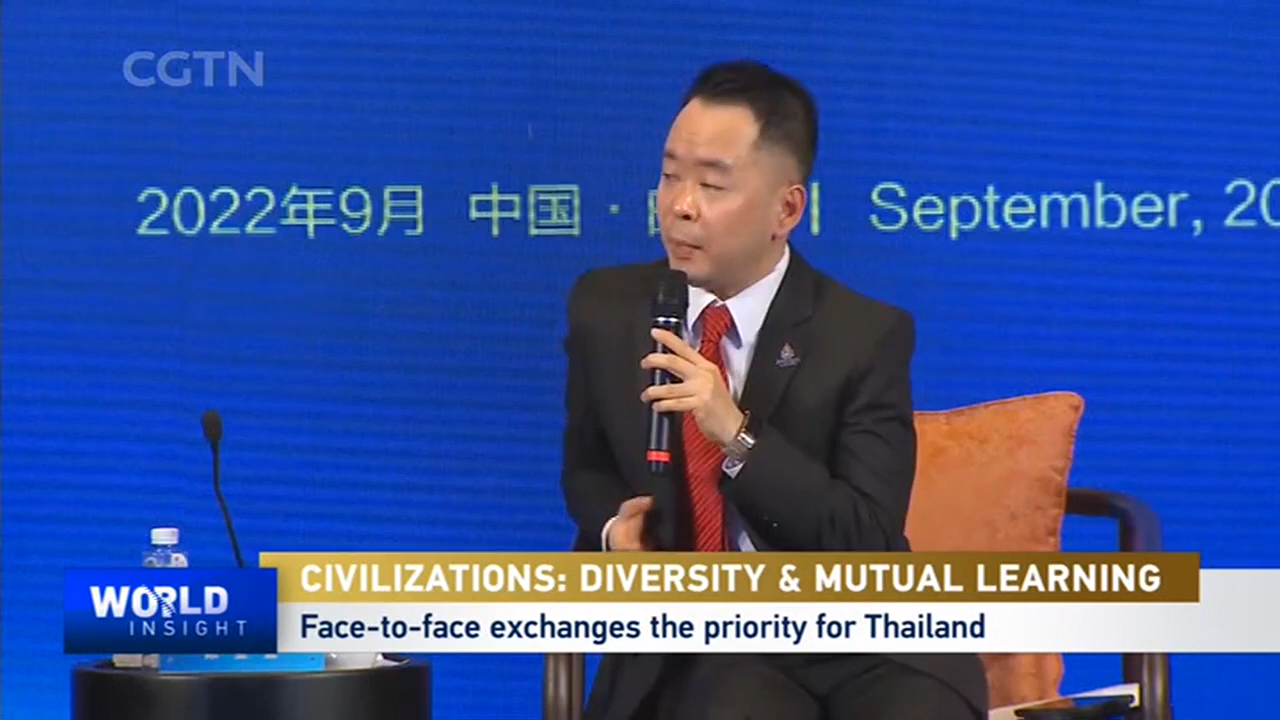 CGTN
2022年9月 中国· September, 20
CIVILIZATIONS: DIVERSITY & MUTUAL LEARNING
WORLD
INSIGHT
Face-to-face exchanges the priority for Thailand